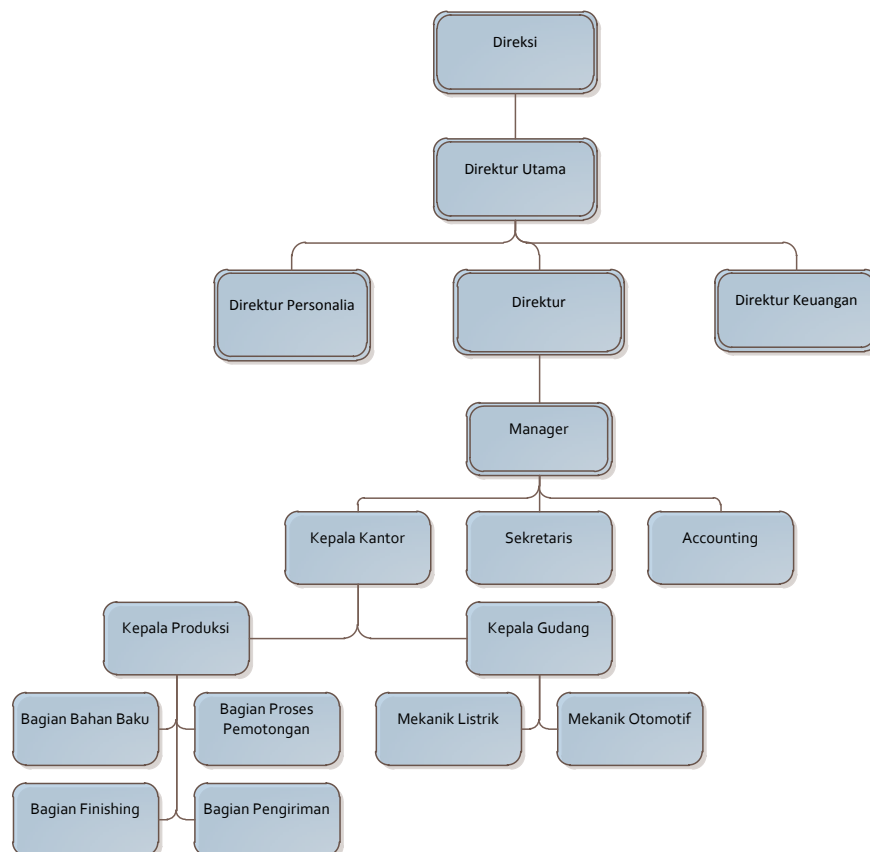 Direksi
Direktur Utama
Direktur Personalia
Direktur
Direktur Keuangan
Manager
Kepala Kantor
Sekretaris
Accounting
Kepala Produksi
Kepala Gudang
Bagian Bahan Baku
Bagian Proses
Pemotongan
Mekanik Listrik
Mekanik Otomotif
Bagian Finishing
Bagian Pengiriman